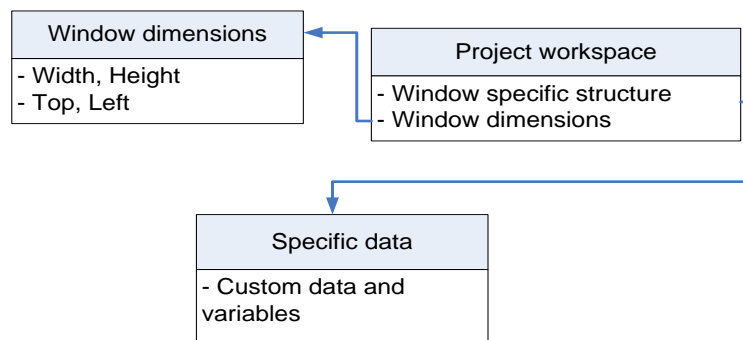 Window dimensions
- Width, Height
- Top, Left
Project workspace
- Window specific structure
- Window dimensions
Specific data
- Custom data and
variables